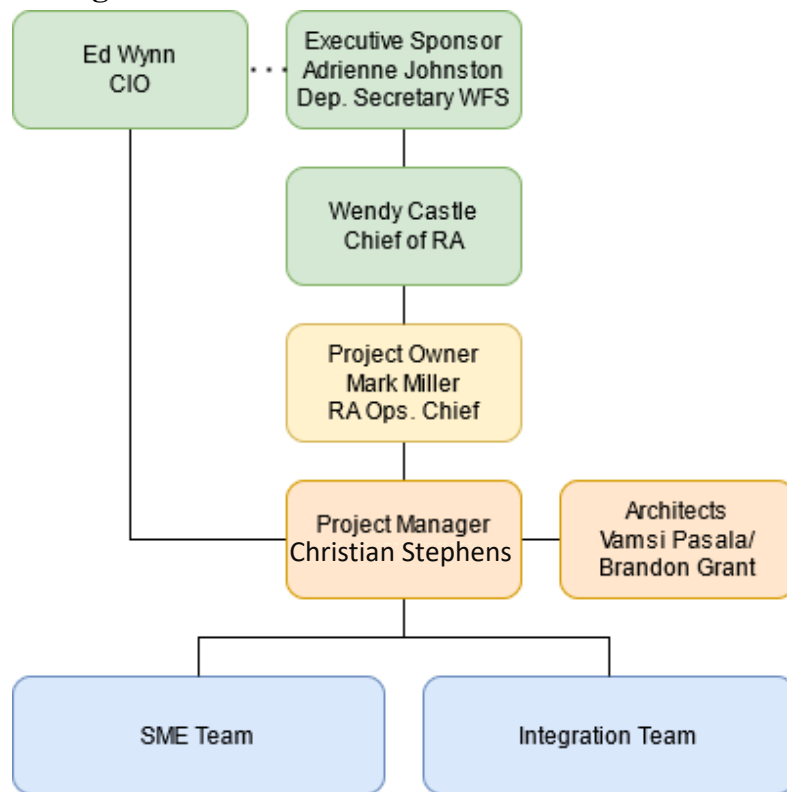 Ed Wynn
CIO
Executive Sponsor
Adrienne Johnston
Dep. Secretary WFS
Wendy Castle
Chief of RA
Project Owner
Mark Miller
RA Ops. Chief
Project Manager
Christian Stephens
Architects
Vamsi Pasala/
Brandon Grant
SME Team
Integration Team